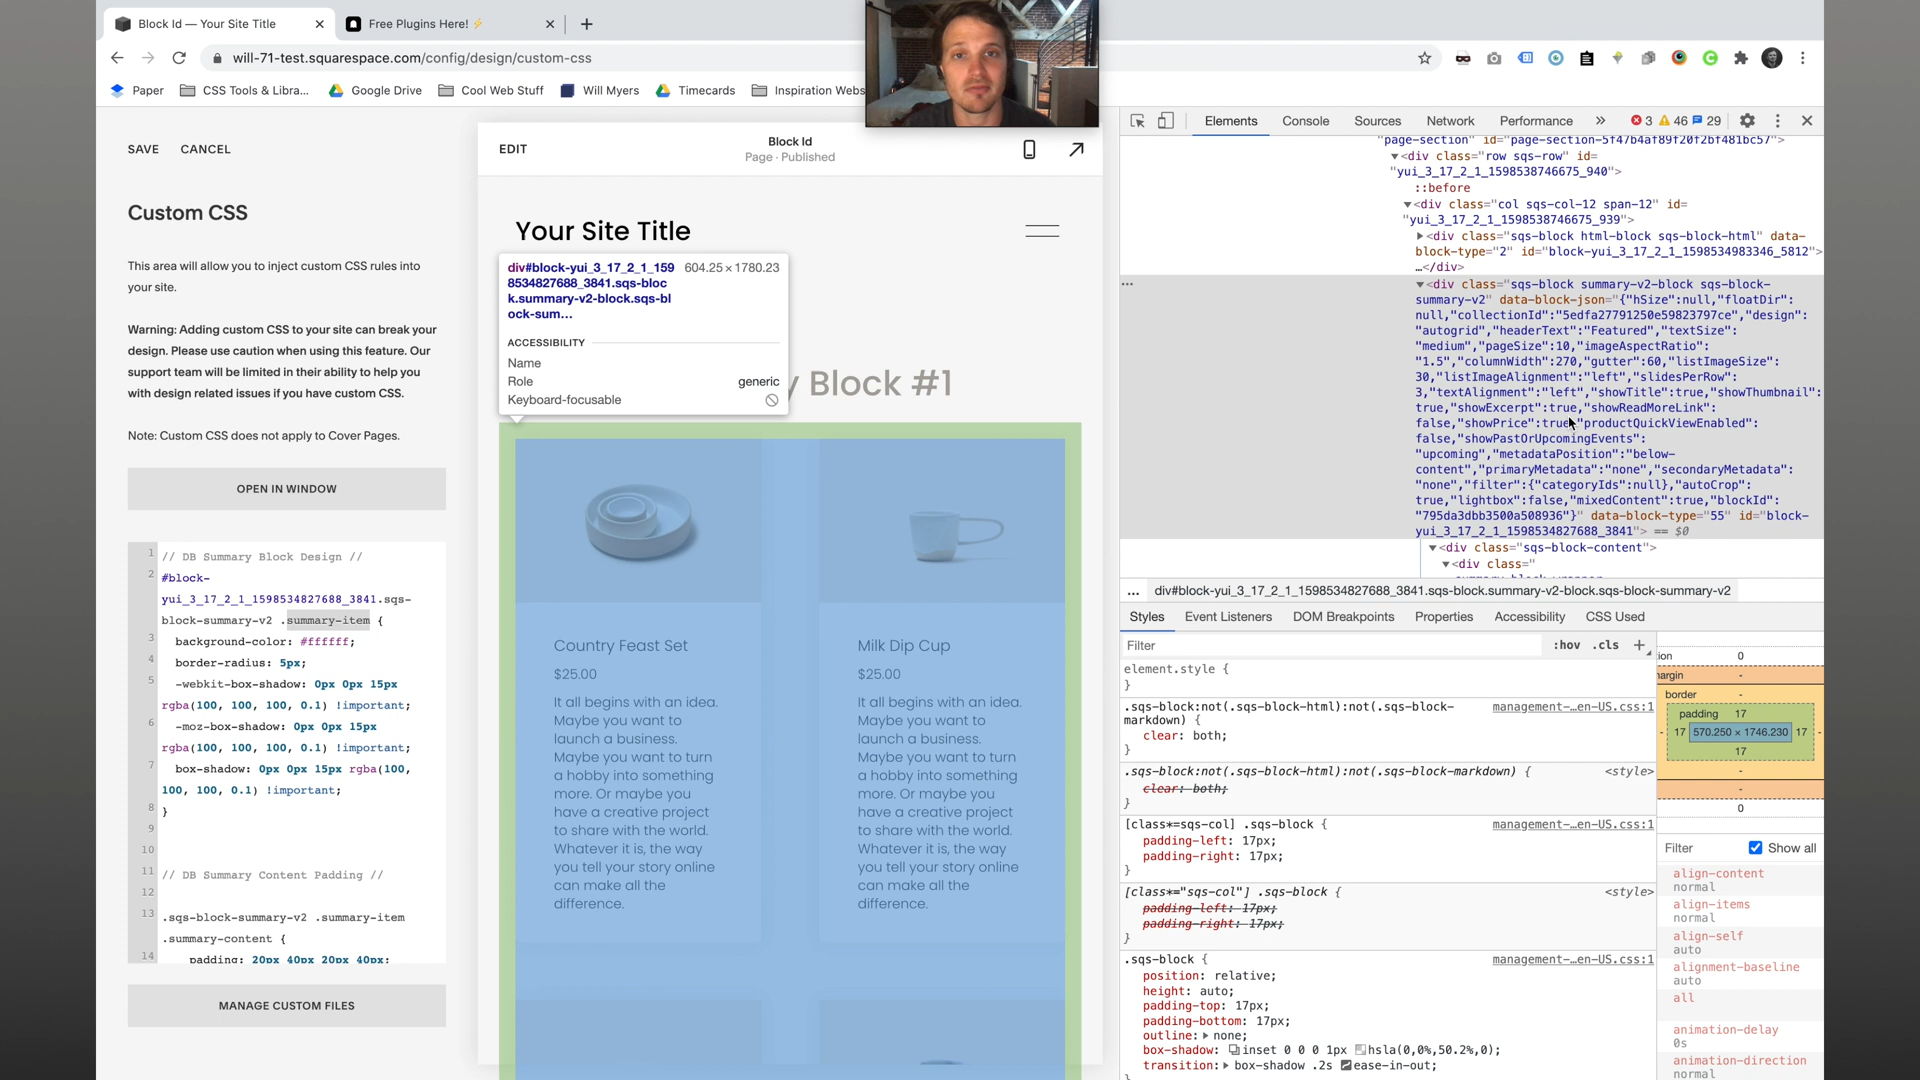 Block Id — Your Site Title
Free Plugins Here! ⚡
will-71-test.squarespace.com/config/design/custom-css
Paper
CSS Tools & Libra...
Google Drive
Cool Web Stuff
Will Myers
Timecards
Inspiration Webs
SAVE
CANCEL
Custom CSS
This area will allow you to inject custom CSS rules into
your site.
Warning: Adding custom CSS to your site can break your
design. Please use caution when using this feature. Our
support team will be limited in their ability to help you
with design related issues if you have custom CSS.
Note: Custom CSS does not apply to Cover Pages.
OPEN IN WINDOW
1 // DB Summary Block Design //
2 #block-
yui_3_17_2_1_1598534827688_3841.sqs-
block-summary-v2 .summary-item {
3 background-color: #ffffff;
4 border-radius: 5px;
5 -webkit-box-shadow: 0px 0px 15px
rgba(100, 100, 100, 0.1) !important;
6 -moz-box-shadow: 0px 0px 15px
rgba(100, 100, 100, 0.1) !important;
7 box-shadow: 0px 0px 15px rgba(100,
100, 100, 0.1) !important;
8 }
9
10
11 // DB Summary Content Padding //
12
13 .sqs-block-summary-v2 .summary-item
.summary-content {
14 padding: 20px 40px 20px 40px;
MANAGE CUSTOM FILES
EDIT
Block Id
Page · Published
Your Site Title
div#block-yui_3_17_2_1_159
8534827688_3841.sqs-bloc
k.summary-v2-block.sqs-bl
ock-sum…
604.25 × 1780.23
ACCESSIBILITY
Name
Role generic
Keyboard-focusable
y Block #1
Country Feast Set
$25.00
It all begins with an idea.
Maybe you want to
launch a business.
Maybe you want to turn
a hobby into something
more. Or maybe you
have a creative project
to share with the world.
Whatever it is, the way
you tell your story online
can make all the
difference.
Milk Dip Cup
$25.00
It all begins with an idea.
Maybe you want to
launch a business.
Maybe you want to turn
a hobby into something
more. Or maybe you
have a creative project
to share with the world.
Whatever it is, the way
you tell your story online
can make all the
difference.
Elements
Console
Sources
Network
Performance
»
3
46
29
"page-section" id="page-section-5f47b4af89f20f2bf481bc57">
▼<div class="row sqs-row" id=
"yui_3_17_2_1_1598538746675_940">
::before
▼<div class="col sqs-col-12 span-12" id=
"yui_3_17_2_1_1598538746675_939">
▶<div class="sqs-block html-block sqs-block-html" data-
block-type="2" id="block-yui_3_17_2_1_1598534983346_5812">
…</div>
▼<div class="sqs-block summary-v2-block sqs-block-
summary-v2" data-block-json="{"hSize":null,"floatDir":
null,"collectionId":"5edfa27791250e59823797ce","design":
"autogrid","headerText":"Featured","textSize":
"medium","pageSize":10,"imageAspectRatio":
"1.5","columnWidth":270,"gutter":60,"listImageSize":
30,"listImageAlignment":"left","slidesPerRow":
3,"textAlignment":"left","showTitle":true,"showThumbnail":
true,"showExcerpt":true,"showReadMoreLink":
false,"showPrice":true,"productQuickViewEnabled":
false,"showPastOrUpcomingEvents":
"upcoming","metadataPosition":"below-
content","primaryMetadata":"none","secondaryMetadata":
"none","filter":{"categoryIds":null},"autoCrop":
true,"lightbox":false,"mixedContent":true,"blockId":
"795da3dbb3500a508936"}" data-block-type="55" id="block-
yui_3_17_2_1_1598534827688_3841"> == $0
▼<div class="sqs-block-content">
▼<div class="
... div#block-yui_3_17_2_1_1598534827688_3841.sqs-block.summary-v2-block.sqs-block-summary-v2
Styles
Event Listeners
DOM Breakpoints
Properties
Accessibility
CSS Used
Filter
:hov .cls +
element.style {
}
.sqs-block:not(.sqs-block-html):not(.sqs-block- management-…en-US.css:1
markdown) {
clear: both;
}
.sqs-block:not(.sqs-block-html):not(.sqs-block-markdown) { <style>
clear: both;
}
[class*=sqs-col] .sqs-block { management-…en-US.css:1
padding-left: 17px;
padding-right: 17px;
}
[class*="sqs-col"] .sqs-block { <style>
padding-left: 17px;
padding-right: 17px;
}
.sqs-block { management-…en-US.css:1
position: relative;
height: auto;
padding-top: 17px;
padding-bottom: 17px;
outline:▶none;
box-shadow: inset 0 0 0 1px hsla(0,0%,50.2%,0);
transition:▶box-shadow .2s ease-in-out;
ion 0
argin -
border -
padding 17
- 17 570.250 × 1746.230 17 -
17
-
-
0
Filter
Show all
align-content
normal
align-items
normal
align-self
auto
alignment-baseline
auto
all
animation-delay
0s
animation-direction
normal